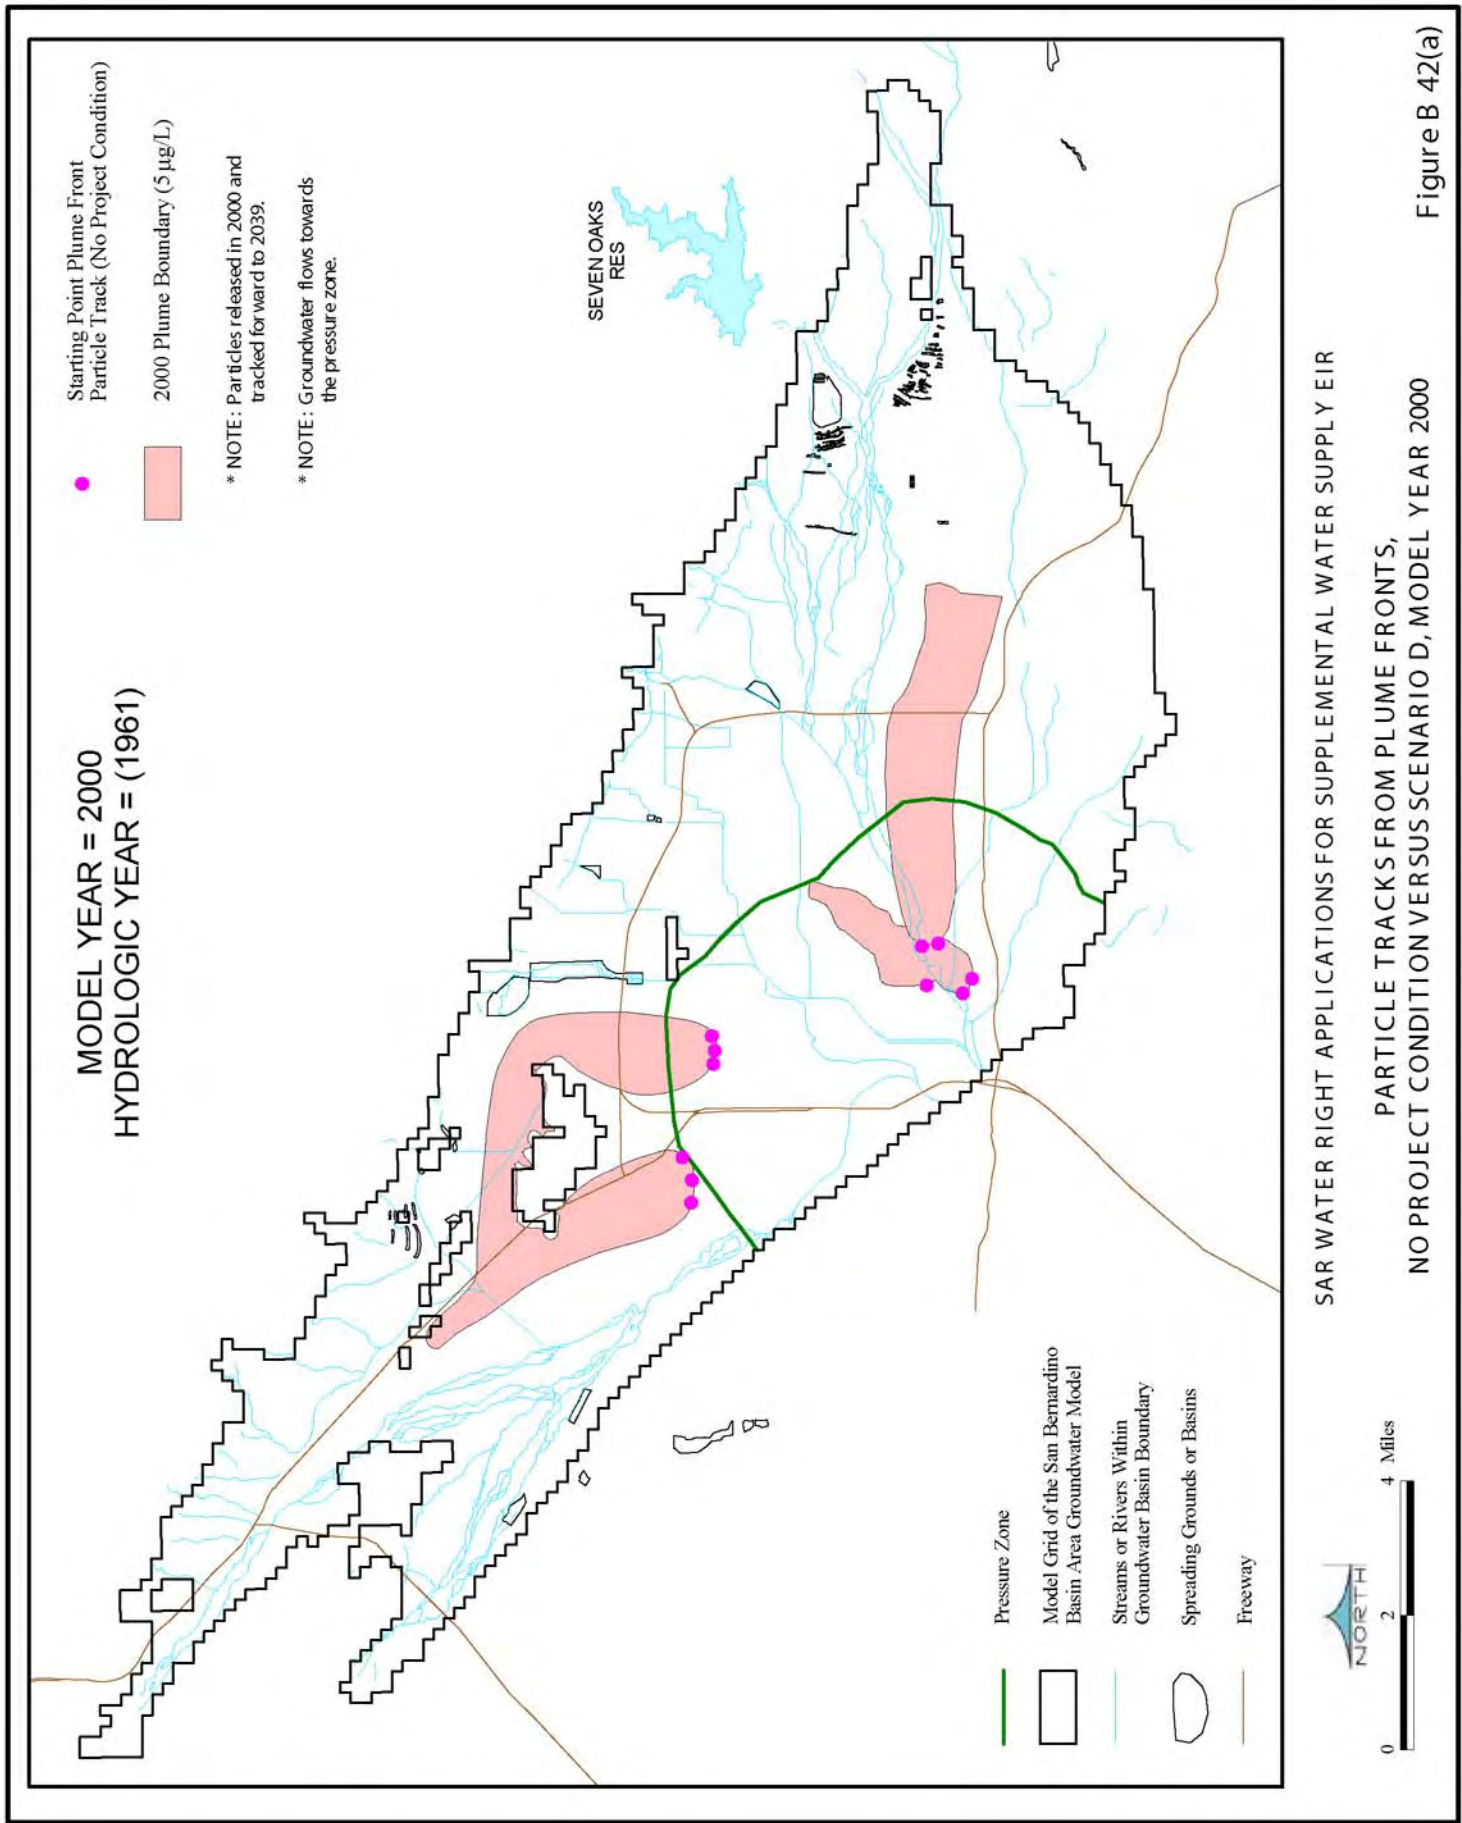 MODEL YEAR = 2000
HYDROLOGIC YEAR = (1961)
Starting Point Plume Front
Particle Track (No Project Condition)
2000 Plume Boundary (5 µg/L)
* NOTE: Particles released in 2000 and
tracked forward to 2039.
* NOTE: Groundwater flows towards
the pressure zone.
SEVEN OAKS
RES
Pressure Zone
Model Grid of the San Bernardino
Basin Area Groundwater Model
Streams or Rivers Within
Groundwater Basin Boundary
Spreading Grounds or Basins
Freeway
NORTH
0 2 4 Miles
SAR WATER RIGHT APPLICATIONS FOR SUPPLEMENTAL WATER SUPPLY EIR
PARTICLE TRACKS FROM PLUME FRONTS,
NO PROJECT CONDITION VERSUS SCENARIO D, MODEL YEAR 2000
Figure B 42(a)